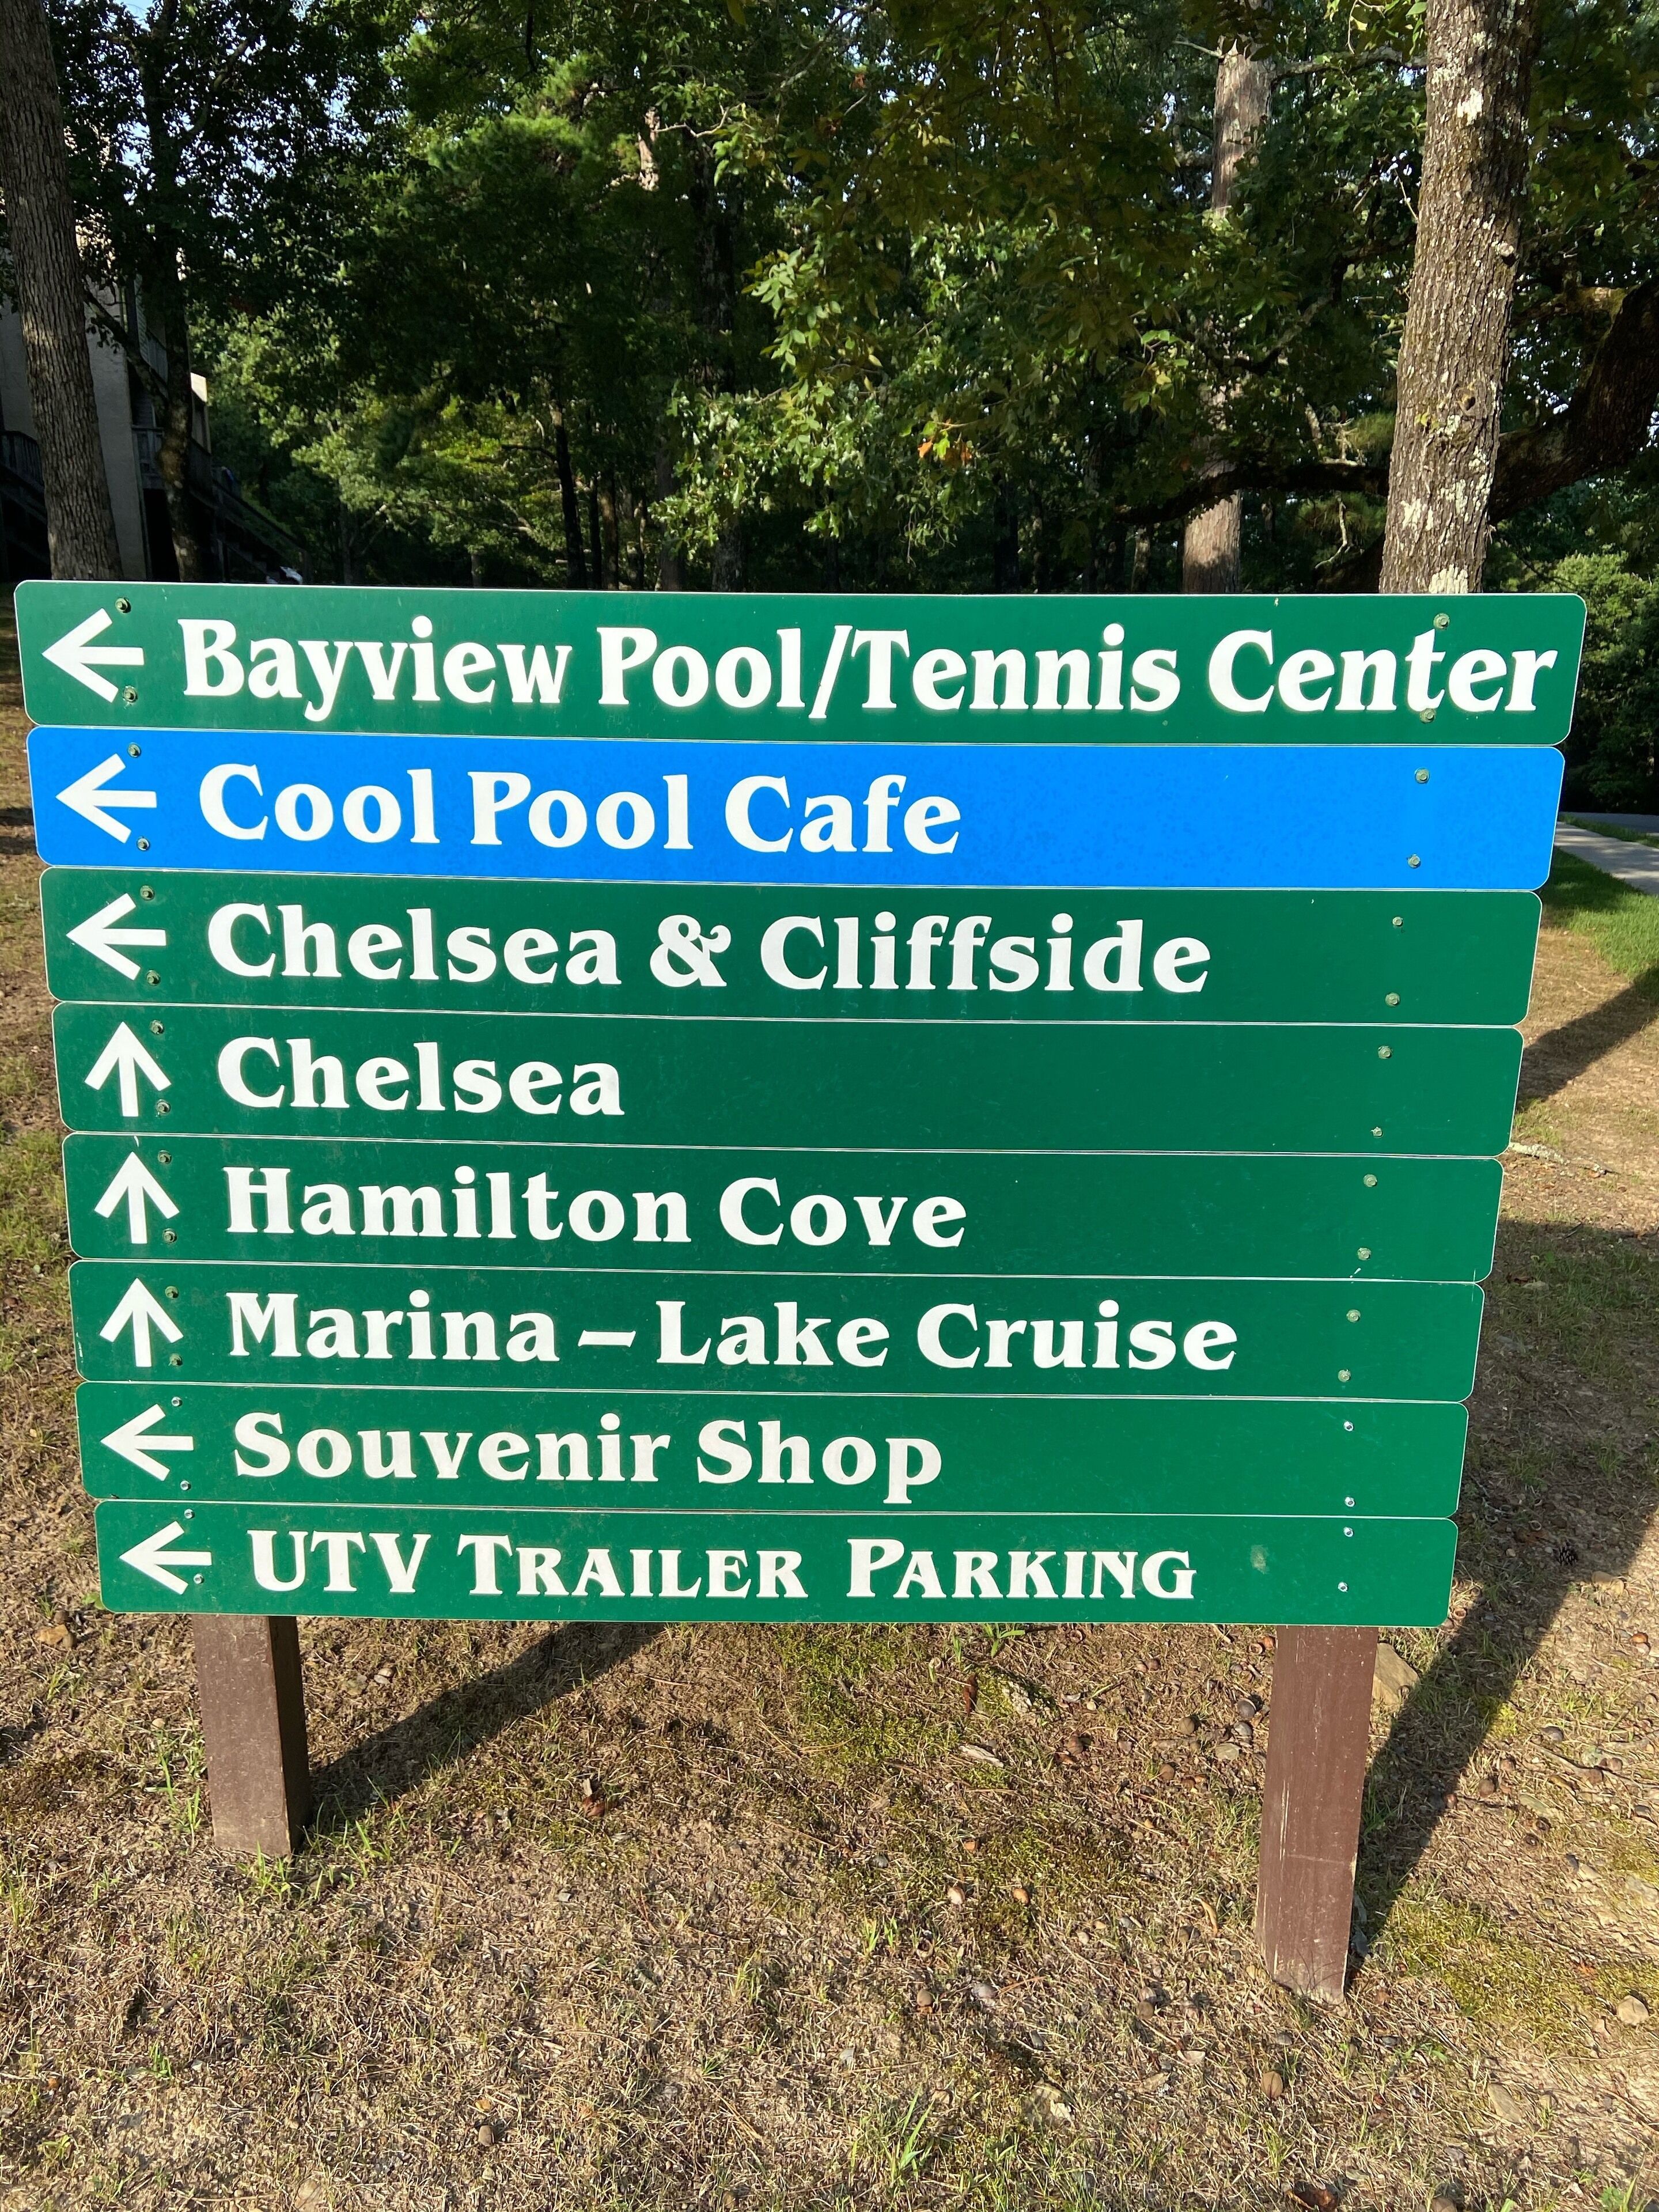 ← Bayview Pool/Tennis Center
← Cool Pool Cafe
← Chelsea & Cliffside
↑ Chelsea
↑ Hamilton Cove
↑ Marina – Lake Cruise
← Souvenir Shop
← UTV TRAILER PARKING